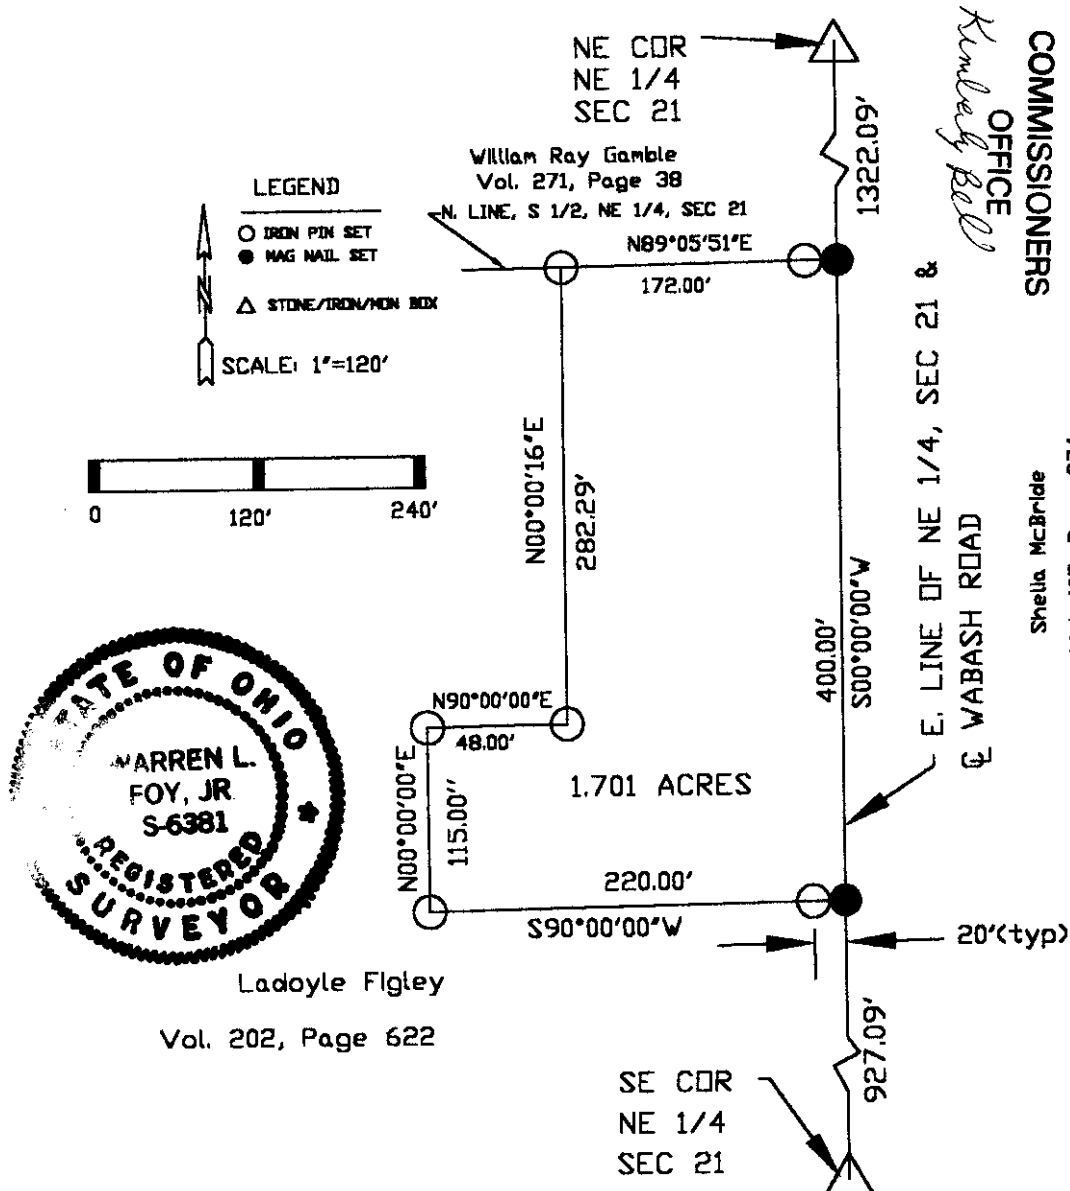 NE COR
NE 1/4
SEC 21
1322.09'
COMMISSIONERS
OFFICE
Kimberly Bell
William Ray Gamble
Vol. 271, Page 38
N. LINE, S 1/2, NE 1/4, SEC 21
LEGEND
IRON PIN SET
MAG NAIL SET
STONE/IRON/MON BOX
N
SCALE: 1"=120'
0 120' 240'
N89°05'51"E
172.00'
N00°00'16"E
282.29'
400.00'
S00°00'00"W
E. LINE OF NE 1/4, SEC 21 &
℄ WABASH ROAD
Sheila McBride
N90°00'00"E
48.00'
N00°00'00"E
115.00''
1.701 ACRES
220.00'
S90°00'00"W
20'(typ)
STATE OF OHIO
WARREN L.
FOY, JR
S-6381
REGISTERED
SURVEYOR
Ladoyle Figley
Vol. 202, Page 622
927.09'
SE COR
NE 1/4
SEC 21